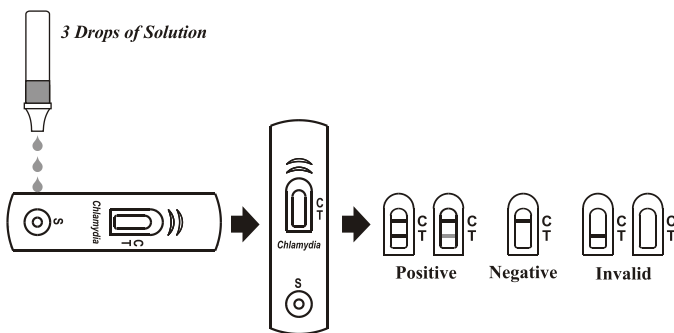 3 Drops of Solution
S
Chlamydia
C
T
C
T
Chlamydia
S
C
T
C
T
C
T
C
T
C
T
Positive
Negative
Invalid